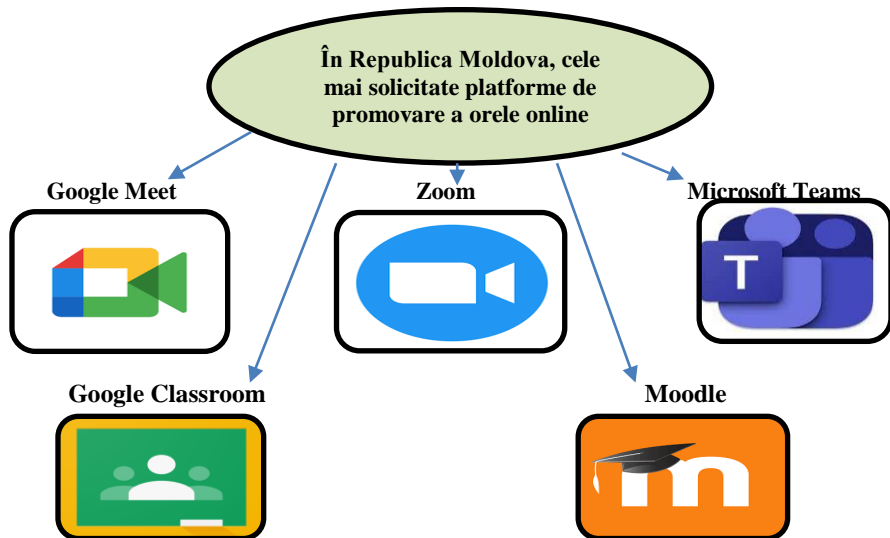 În Republica Moldova, cele
mai solicitate platforme de
promovare a orele online
Google Meet
Zoom
Microsoft Teams
T
Google Classroom
Moodle
m